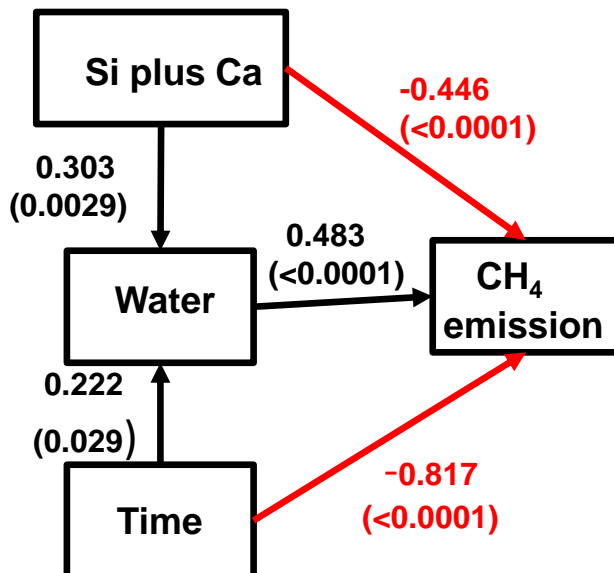 Si plus Ca
-0.446
(<0.0001)
0.303
(0.0029)
0.483
(<0.0001)
Water
CH₄
emission
0.222
(0.029)
Time
-0.817
(<0.0001)